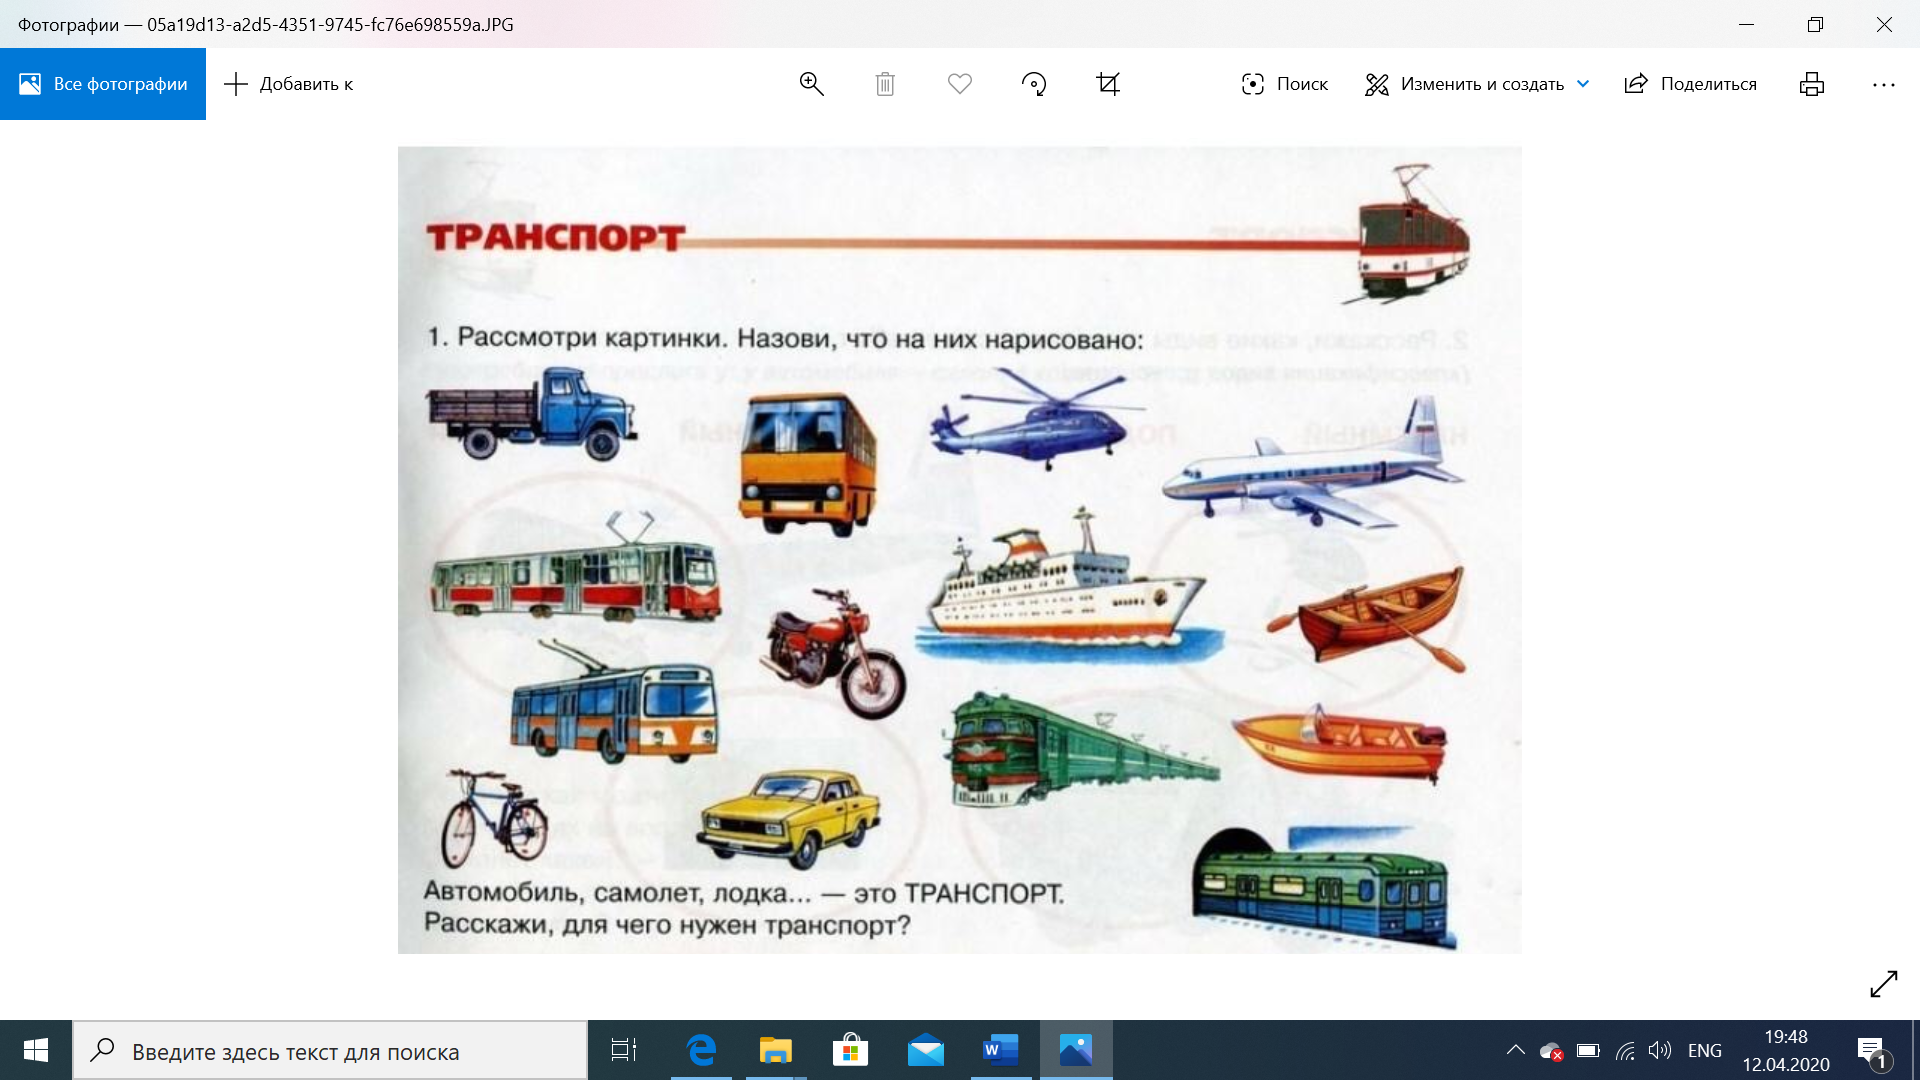 Фотографии — 05a19d13-a2d5-4351-9745-fc76e698559a.JPG
Все фотографии
Добавить к
Поиск
Изменить и создать
Поделиться
ТРАНСПОРТ
1. Рассмотри картинки. Назови, что на них нарисовано:
Автомобиль, самолет, лодка... — это ТРАНСПОРТ.
Расскажи, для чего нужен транспорт?
Введите здесь текст для поиска
ENG
19:48
12.04.2020
1